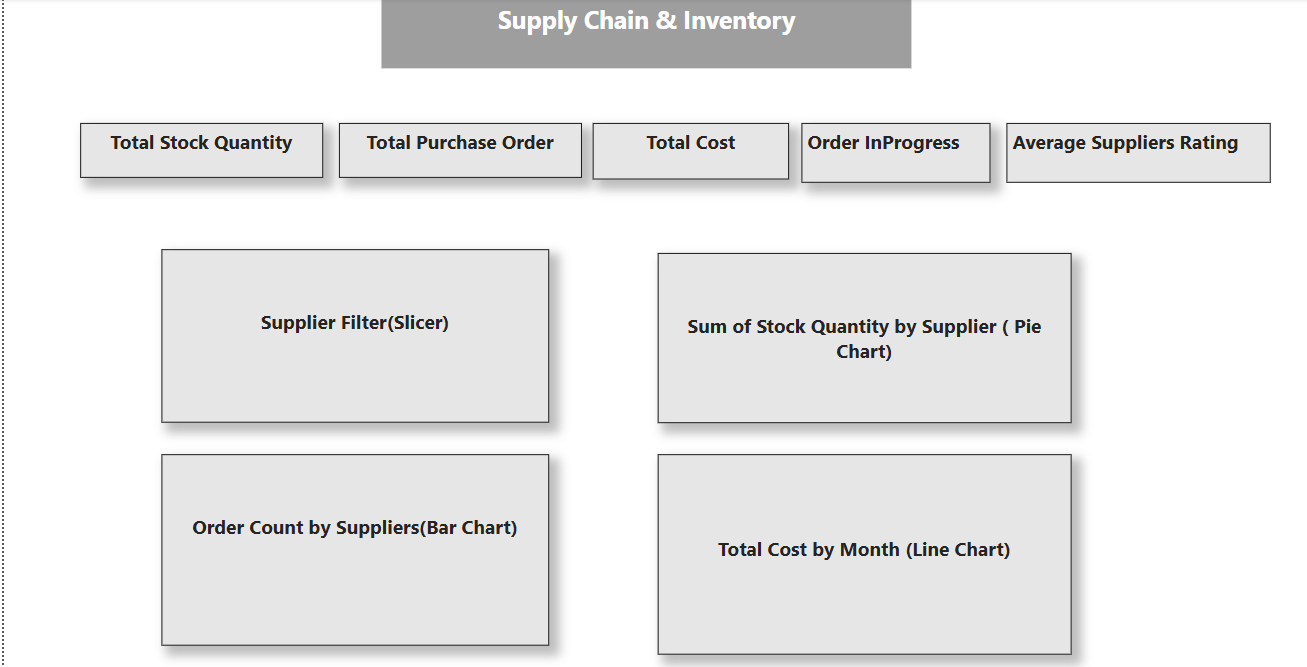 Supply Chain & Inventory
Total Stock Quantity
Total Purchase Order
Total Cost
Order InProgress
Average Suppliers Rating
Supplier Filter(Slicer)
Sum of Stock Quantity by Supplier ( Pie
Chart)
Order Count by Suppliers(Bar Chart)
Total Cost by Month (Line Chart)